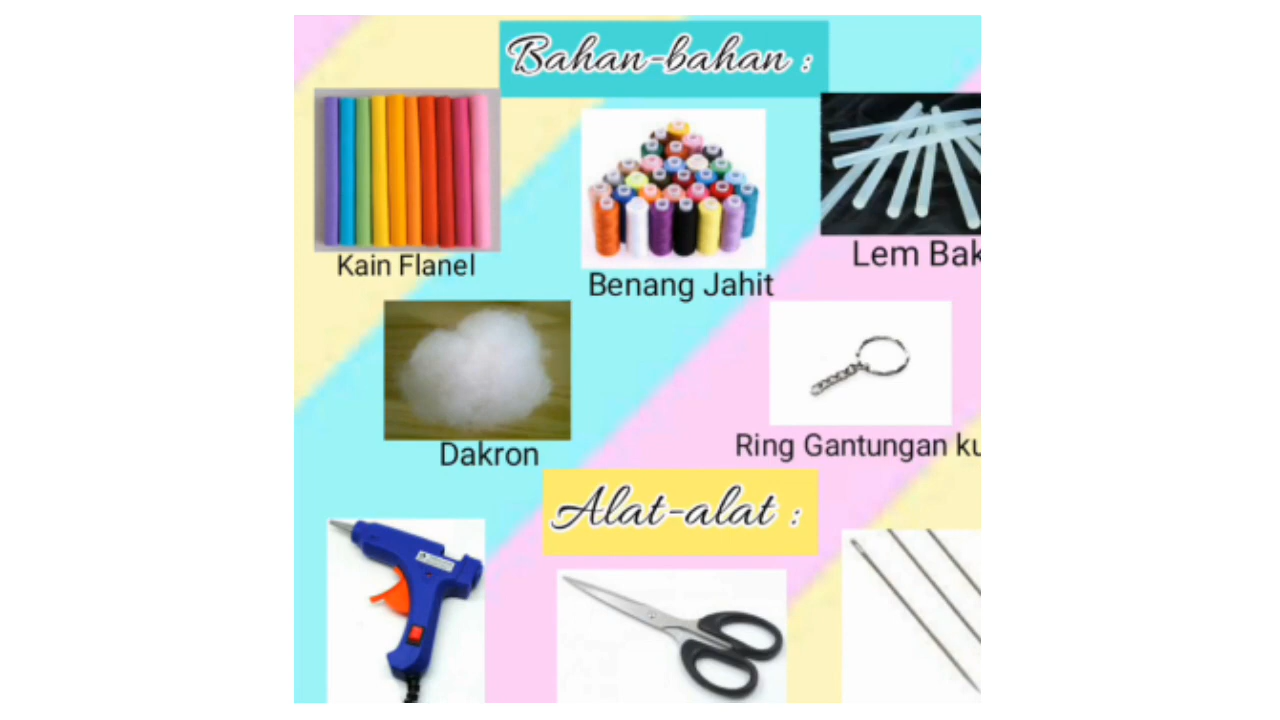 Bahan-bahan :
Kain Flanel
Benang Jahit
Lem Bak
Dakron
Ring Gantungan ku
Alat-alat :